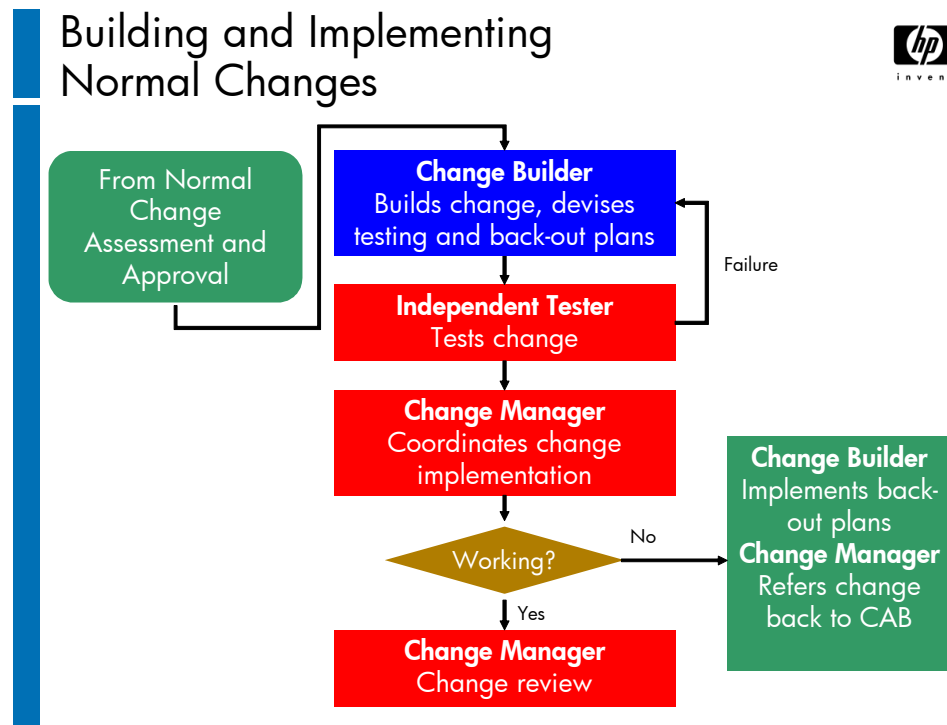 Building and Implementing
Normal Changes
hp
inven
From Normal
Change
Assessment and
Approval
Change Builder
Builds change, devises
testing and back-out plans
Failure
Independent Tester
Tests change
Change Manager
Coordinates change
implementation
Working?
No
Yes
Change Builder
Implements back-
out plans
Change Manager
Refers change
back to CAB
Change Manager
Change review